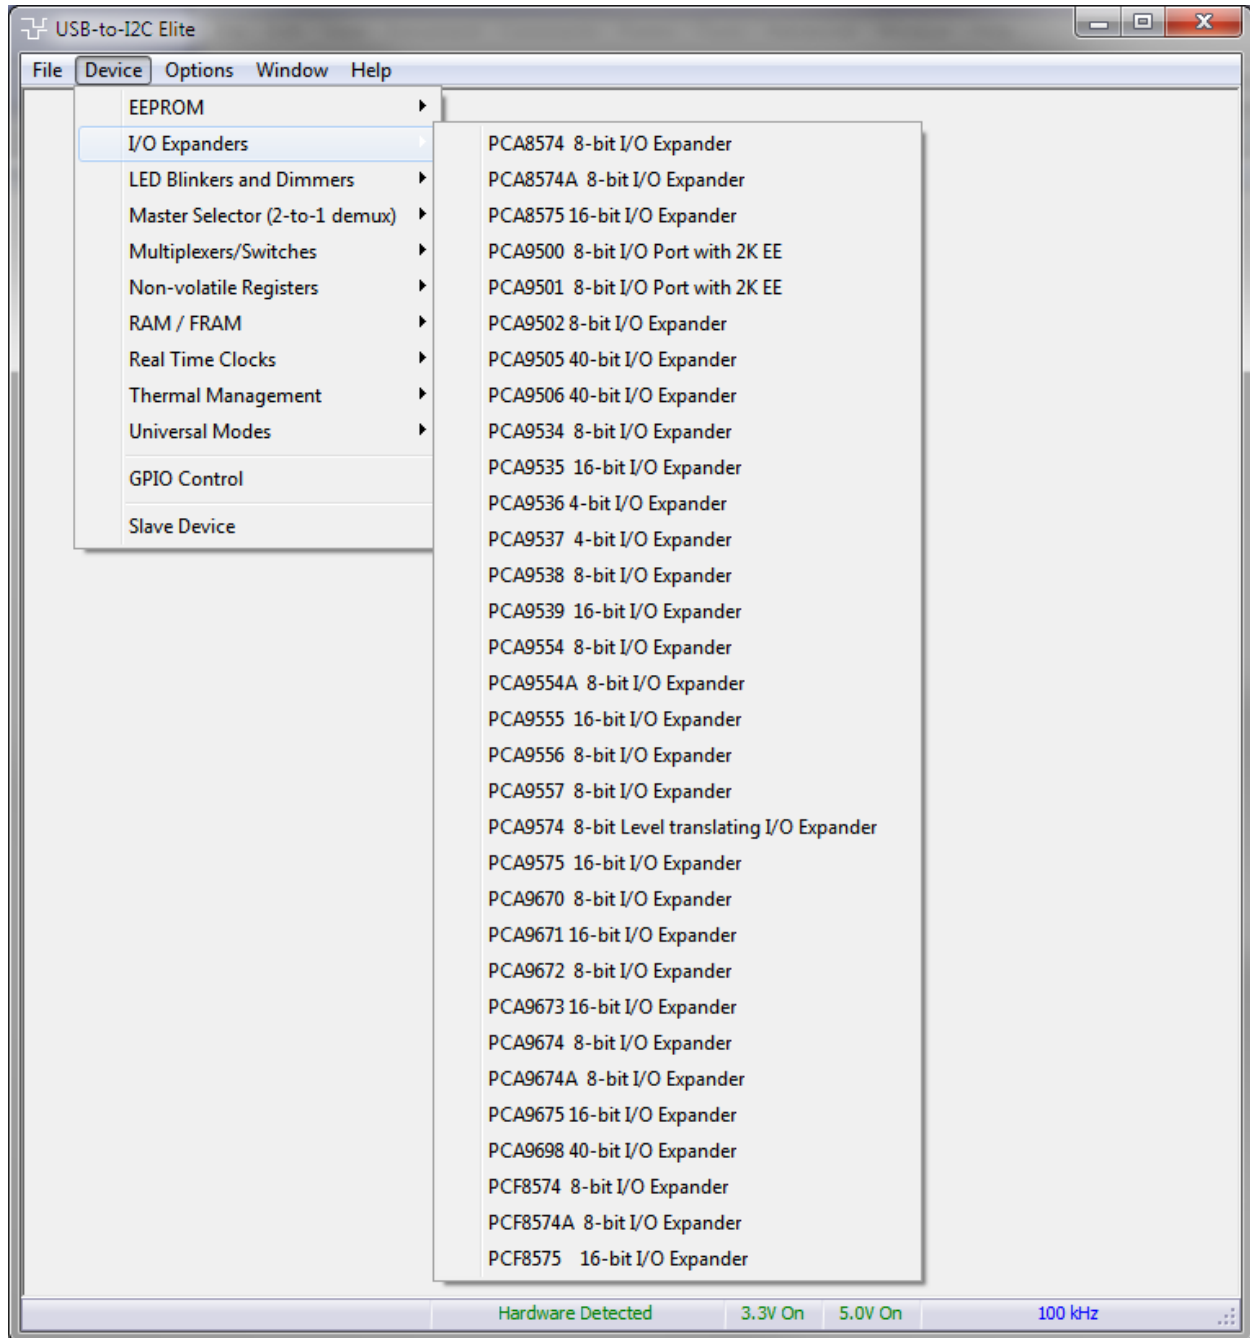 USB-to-I2C Elite
File Device Options Window Help
EEPROM
I/O Expanders
LED Blinkers and Dimmers
Master Selector (2-to-1 demux)
Multiplexers/Switches
Non-volatile Registers
RAM / FRAM
Real Time Clocks
Thermal Management
Universal Modes
GPIO Control
Slave Device
PCA8574 8-bit I/O Expander
PCA8574A 8-bit I/O Expander
PCA8575 16-bit I/O Expander
PCA9500 8-bit I/O Port with 2K EE
PCA9501 8-bit I/O Port with 2K EE
PCA9502 8-bit I/O Expander
PCA9505 40-bit I/O Expander
PCA9506 40-bit I/O Expander
PCA9534 8-bit I/O Expander
PCA9535 16-bit I/O Expander
PCA9536 4-bit I/O Expander
PCA9537 4-bit I/O Expander
PCA9538 8-bit I/O Expander
PCA9539 16-bit I/O Expander
PCA9554 8-bit I/O Expander
PCA9554A 8-bit I/O Expander
PCA9555 16-bit I/O Expander
PCA9556 8-bit I/O Expander
PCA9557 8-bit I/O Expander
PCA9574 8-bit Level translating I/O Expander
PCA9575 16-bit I/O Expander
PCA9670 8-bit I/O Expander
PCA9671 16-bit I/O Expander
PCA9672 8-bit I/O Expander
PCA9673 16-bit I/O Expander
PCA9674 8-bit I/O Expander
PCA9674A 8-bit I/O Expander
PCA9675 16-bit I/O Expander
PCA9698 40-bit I/O Expander
PCF8574 8-bit I/O Expander
PCF8574A 8-bit I/O Expander
PCF8575 16-bit I/O Expander
Hardware Detected 3.3V On 5.0V On 100 kHz